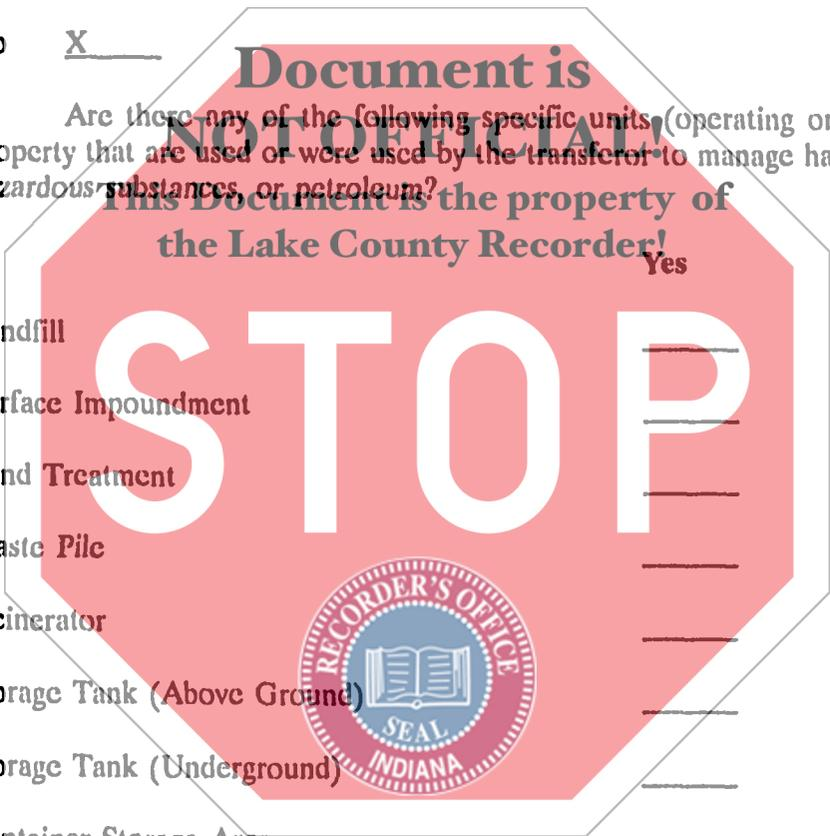 X
Document is
Are there any of the following specific units (operating or
NOT OFFICIAL!
operty that are used or were used by the transferor to manage ha
zardous substances, or petroleum?
This Document is the property of
the Lake County Recorder!
Yes
STOP
ndfill
rface Impoundment
nd Treatment
aste Pile
cinerator
RECORDER'S OFFICE
SEAL
INDIANA
orage Tank (Above Ground)
orage Tank (Underground)
ntainer Storage Area